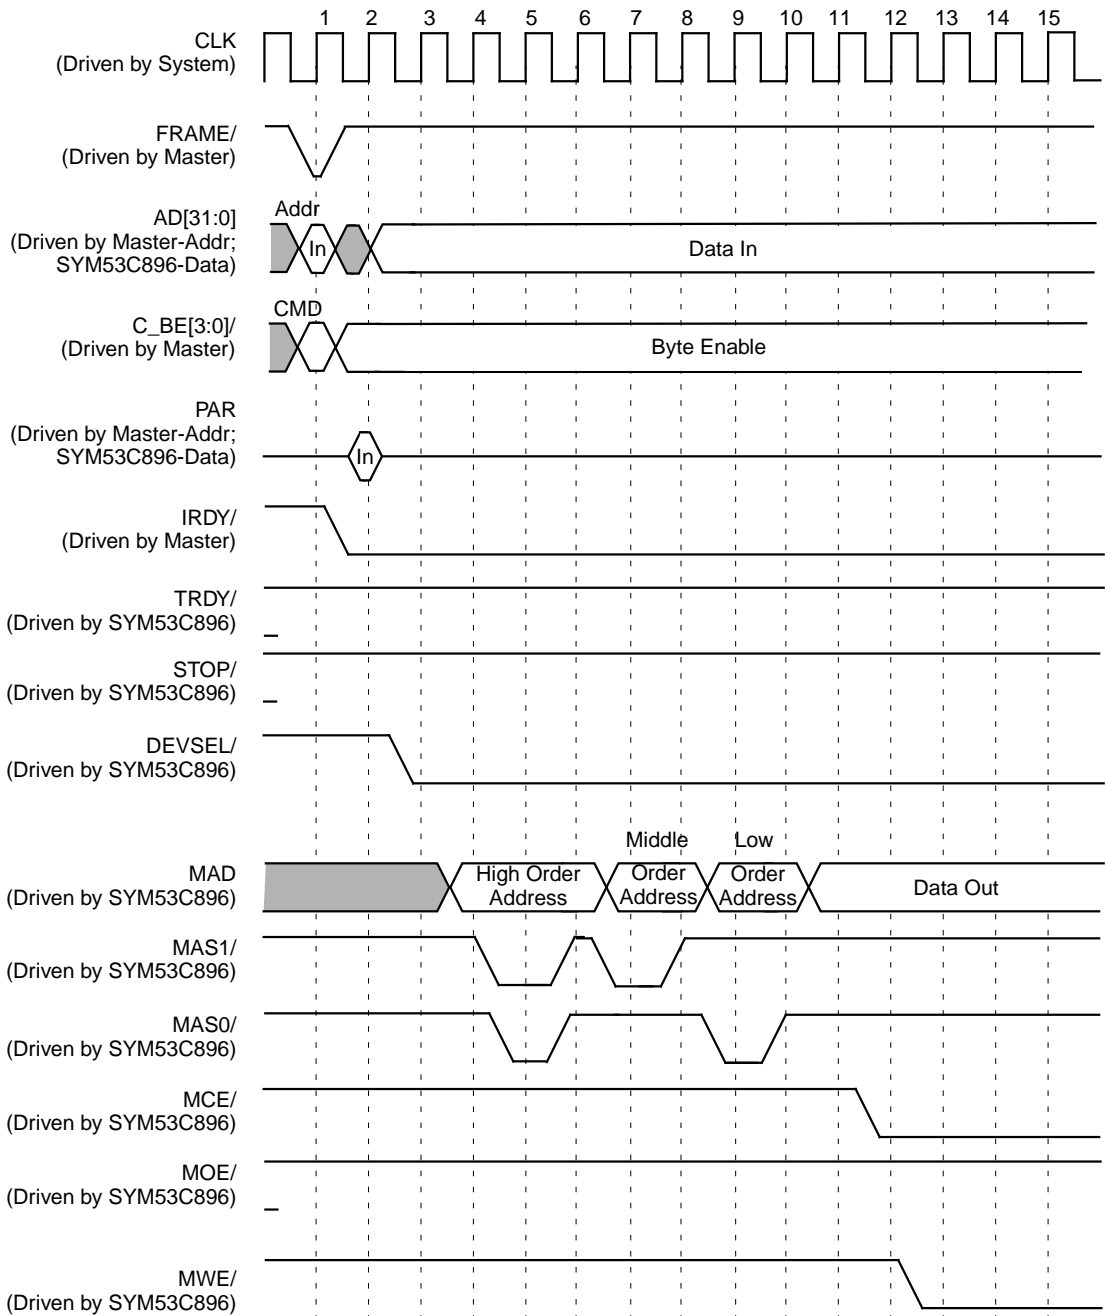 1 2 3 4 5 6 7 8 9 10 11 12 13 14 15
CLK
(Driven by System)
FRAME/
(Driven by Master)
AD[31:0]
(Driven by Master-Addr;
SYM53C896-Data)
Addr
In
Data In
C_BE[3:0]/
(Driven by Master)
CMD
Byte Enable
PAR
(Driven by Master-Addr;
SYM53C896-Data)
In
IRDY/
(Driven by Master)
TRDY/
(Driven by SYM53C896)
STOP/
(Driven by SYM53C896)
DEVSEL/
(Driven by SYM53C896)
MAD
(Driven by SYM53C896)
High Order
Address
Middle
Order
Address
Low
Order
Address
Data Out
MAS1/
(Driven by SYM53C896)
MAS0/
(Driven by SYM53C896)
MCE/
(Driven by SYM53C896)
MOE/
(Driven by SYM53C896)
MWE/
(Driven by SYM53C896)